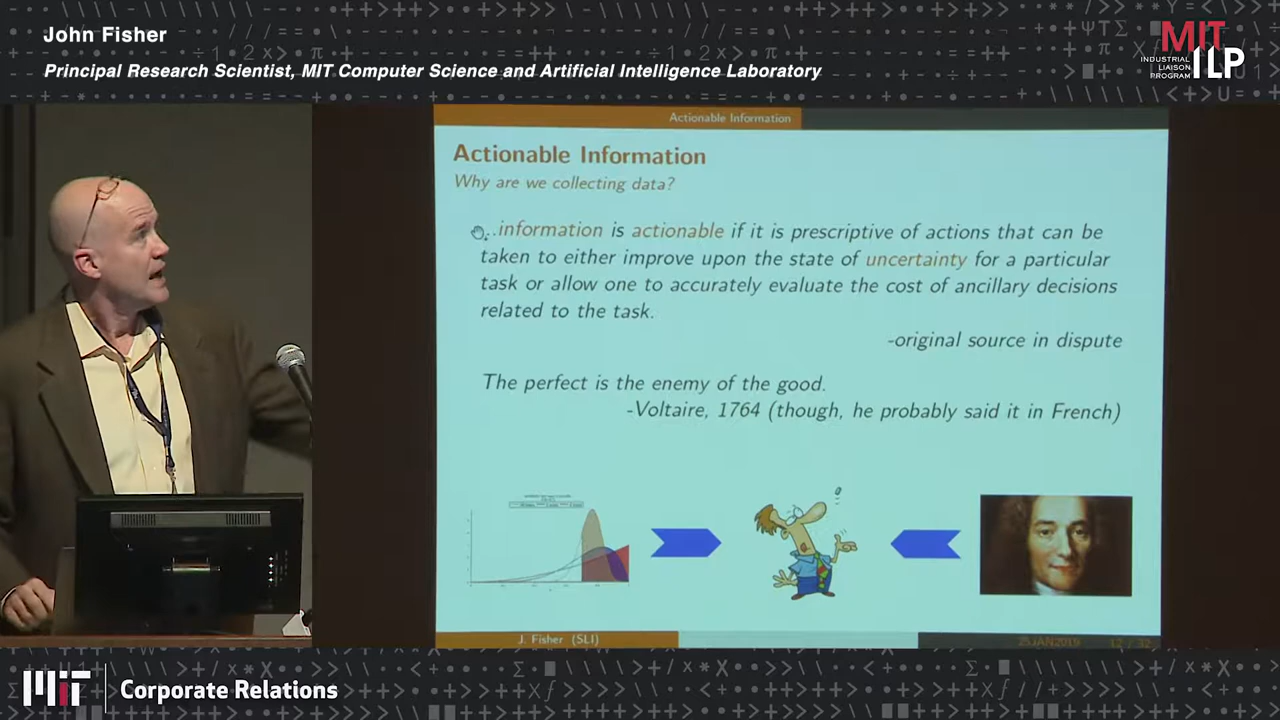 John Fisher
Principal Research Scientist, MIT Computer Science and Artificial Intelligence Laboratory
MIT
INDUSTRIAL
LIAISON
PROGRAM
ILP
Actionable Information
Actionable Information
Why are we collecting data?
...information is actionable if it is prescriptive of actions that can be
taken to either improve upon the state of uncertainty for a particular
task or allow one to accurately evaluate the cost of ancillary decisions
related to the task.
-original source in dispute
The perfect is the enemy of the good.
-Voltaire, 1764 (though, he probably said it in French)
J. Fisher (SLI)
25JAN2019
12 / 32
MIT
Corporate Relations